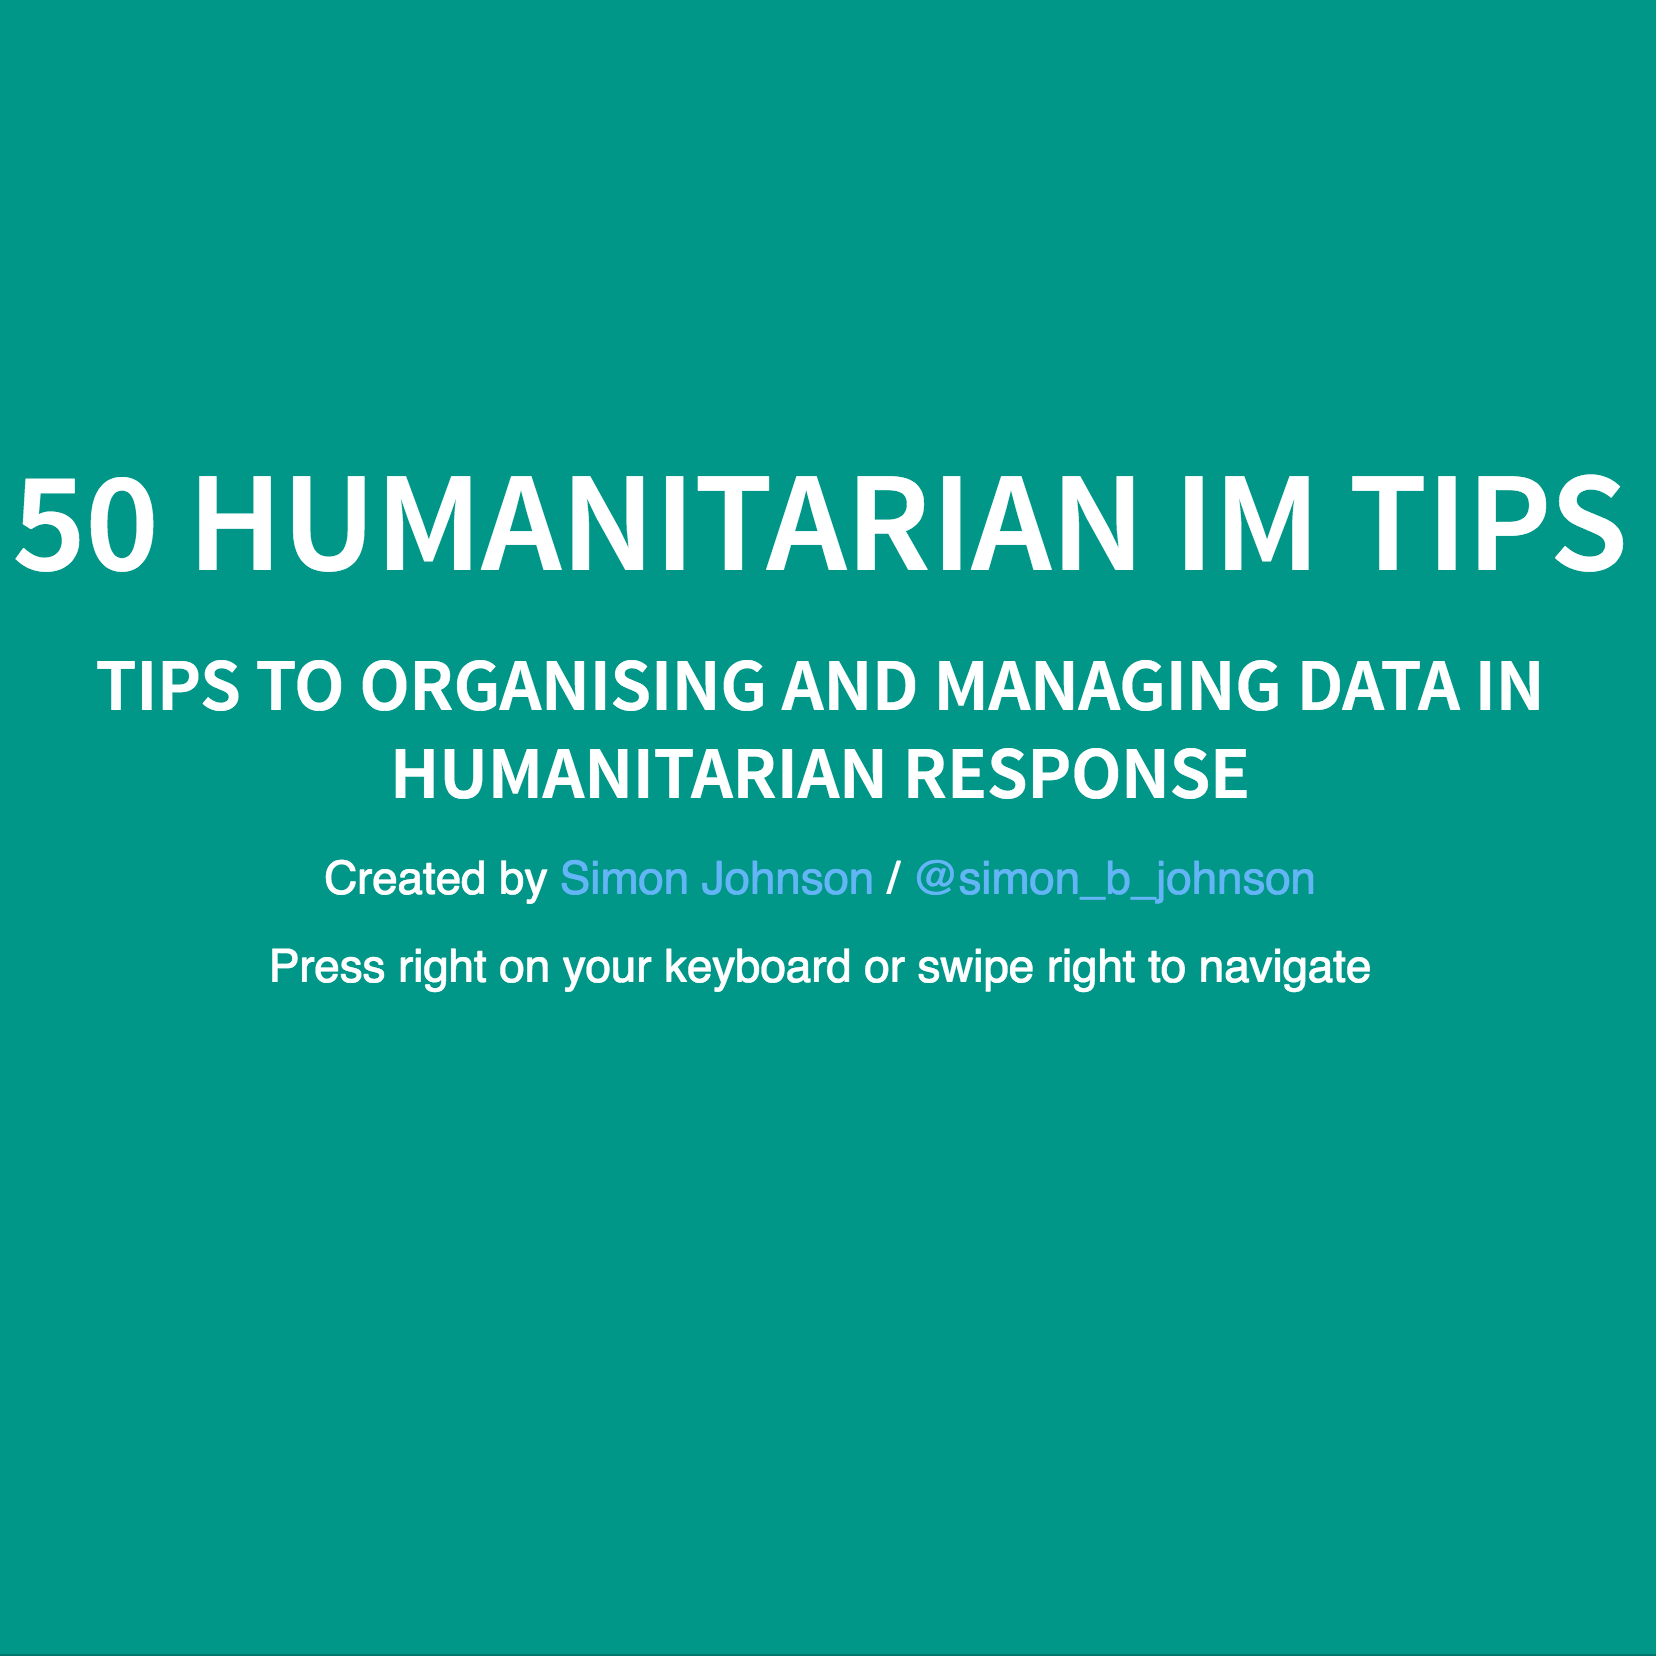 50 HUMANITARIAN IM TIPS
TIPS TO ORGANISING AND MANAGING DATA IN
HUMANITARIAN RESPONSE
Created by Simon Johnson / @simon_b_johnson
Press right on your keyboard or swipe right to navigate